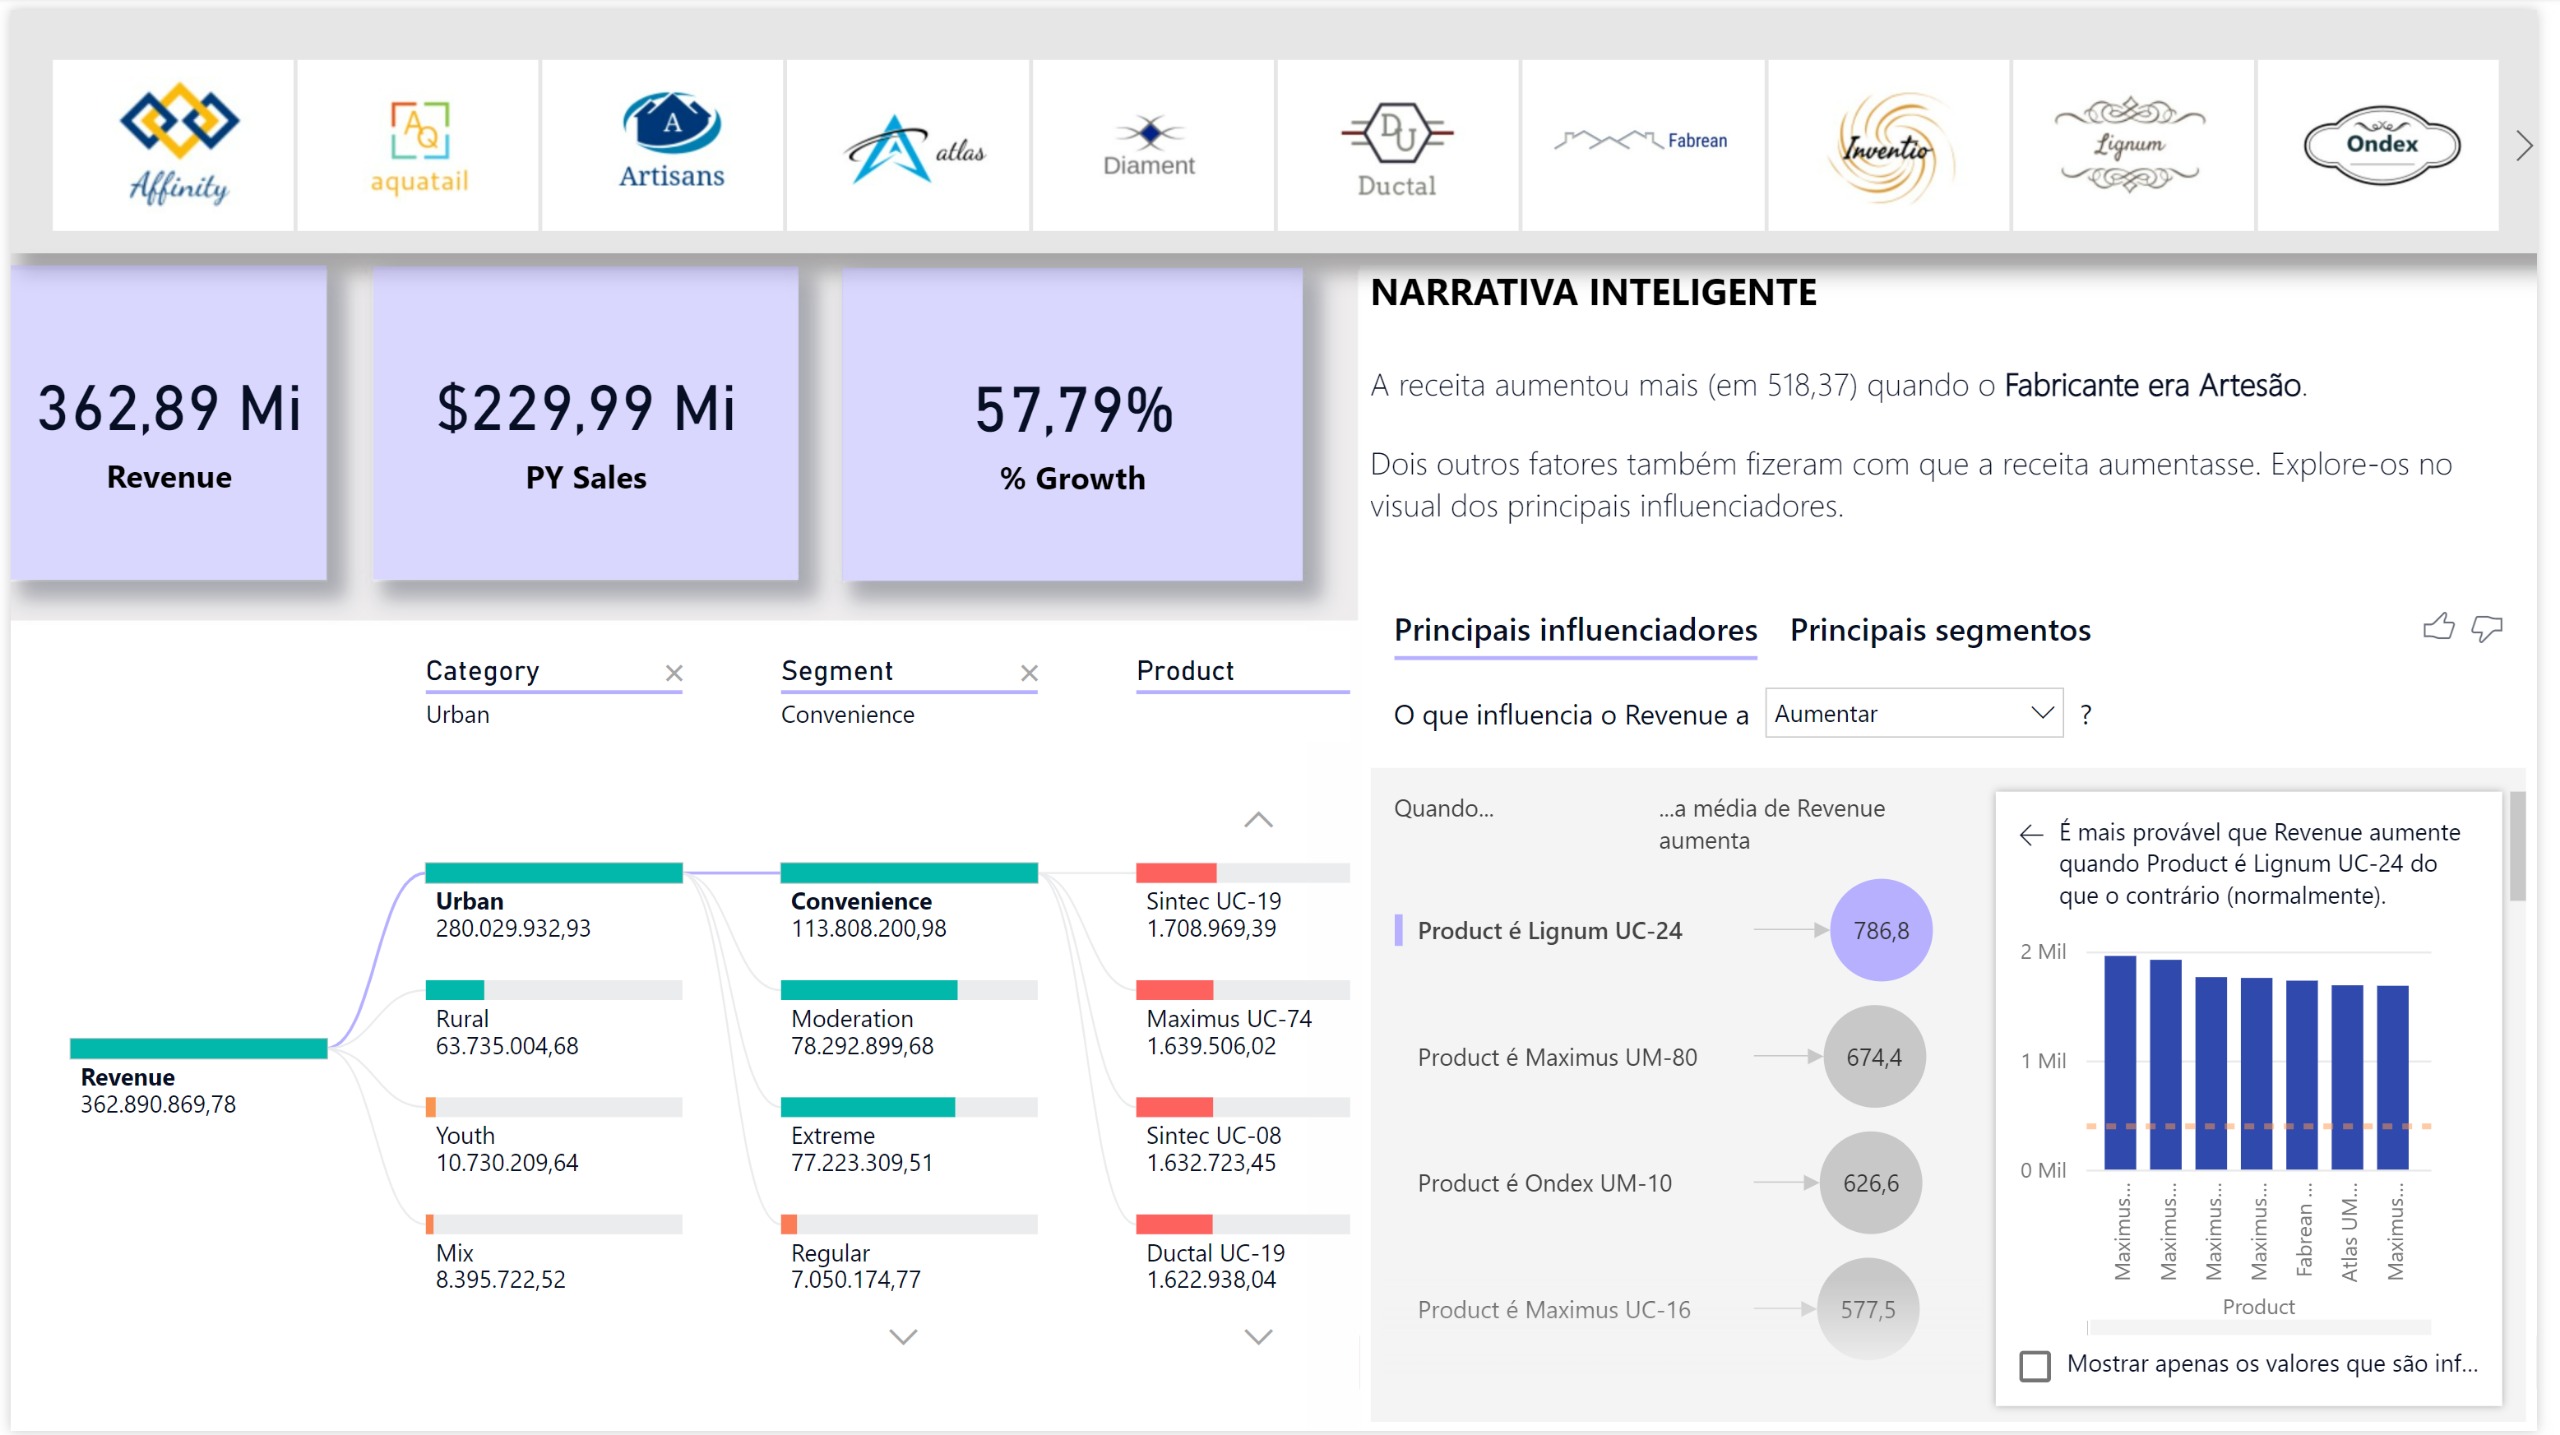 Affinity
AQ
aquatail
A
Artisans
atlas
Diament
DU
Ductal
Fabrean
Inventio
Lignum
Ondex
362,89 Mi
Revenue
$229,99 Mi
PY Sales
57,79%
% Growth
NARRATIVA INTELIGENTE
A receita aumentou mais (em 518,37) quando o Fabricante era Artesão.
Dois outros fatores também fizeram com que a receita aumentasse. Explore-os no
visual dos principais influenciadores.
Category
Urban
Segment
Convenience
Product
Revenue
362.890.869,78
Urban
280.029.932,93
Rural
63.735.004,68
Youth
10.730.209,64
Mix
8.395.722,52
Convenience
113.808.200,98
Moderation
78.292.899,68
Extreme
77.223.309,51
Regular
7.050.174,77
Sintec UC-19
1.708.969,39
Maximus UC-74
1.639.506,02
Sintec UC-08
1.632.723,45
Ductal UC-19
1.622.938,04
Principais influenciadores
Principais segmentos
O que influencia o Revenue a Aumentar ?
Quando...
...a média de Revenue
aumenta
Product é Lignum UC-24 786,8
Product é Maximus UM-80 674,4
Product é Ondex UM-10 626,6
Product é Maximus UC-16 577,5
É mais provável que Revenue aumente
quando Product é Lignum UC-24 do
que o contrário (normalmente).
2 Mil
1 Mil
0 Mil
Maximus...
Maximus...
Maximus...
Maximus...
Fabrean ...
Atlas UM...
Maximus...
Product
Mostrar apenas os valores que são inf...